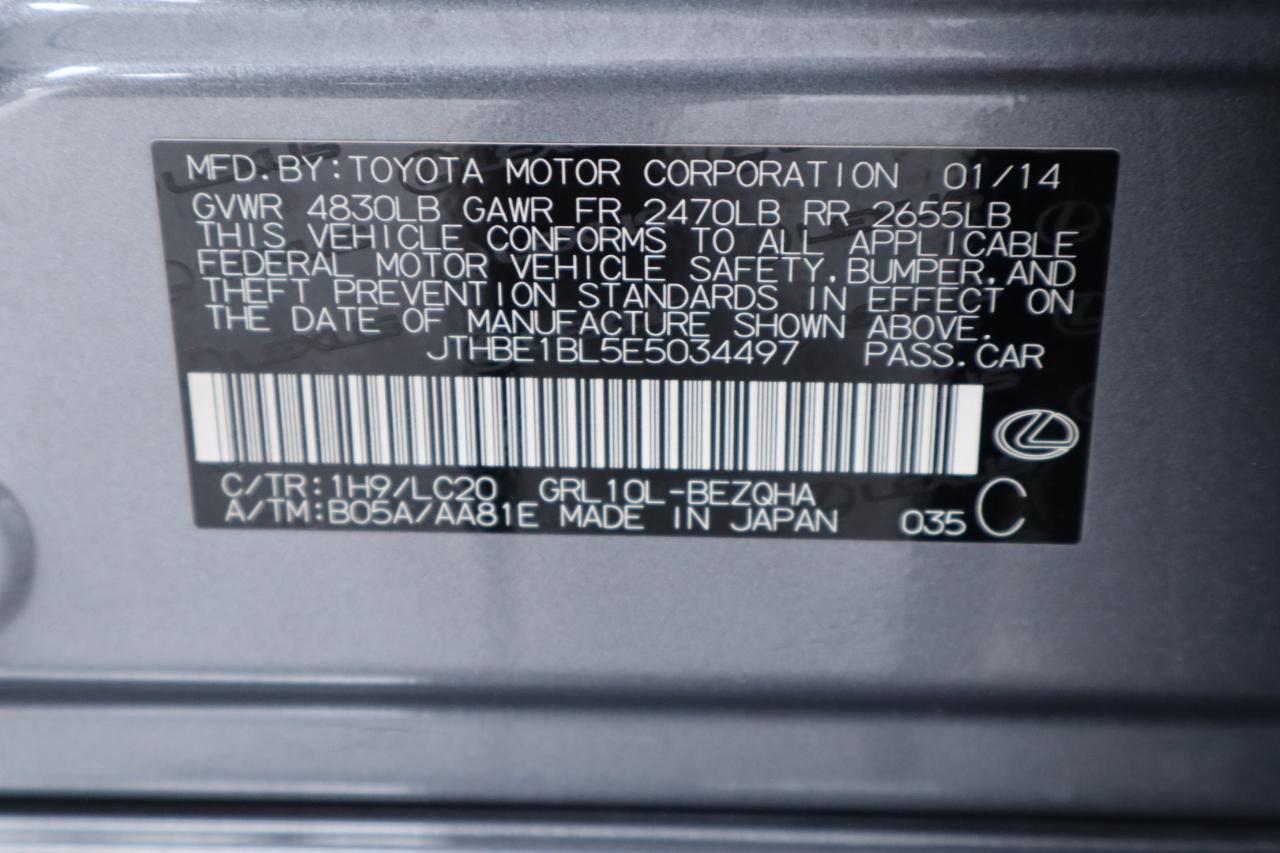 MFD.BY:TOYOTA MOTOR CORPORATION 01/14
GVWR 4830LB GAWR FR 2470LB RR 2655LB
THIS VEHICLE CONFORMS TO ALL APPLICABLE
FEDERAL MOTOR VEHICLE SAFETY,BUMPER,AND
THEFT PREVENTION STANDARDS IN EFFECT ON
THE DATE OF MANUFACTURE SHOWN ABOVE.
JTHBE1BL5E5034497 PASS.CAR
C/TR:1H9/LC20 GRL10L-BEZQHA
A/TM:B05A/AA81E MADE IN JAPAN 035 C